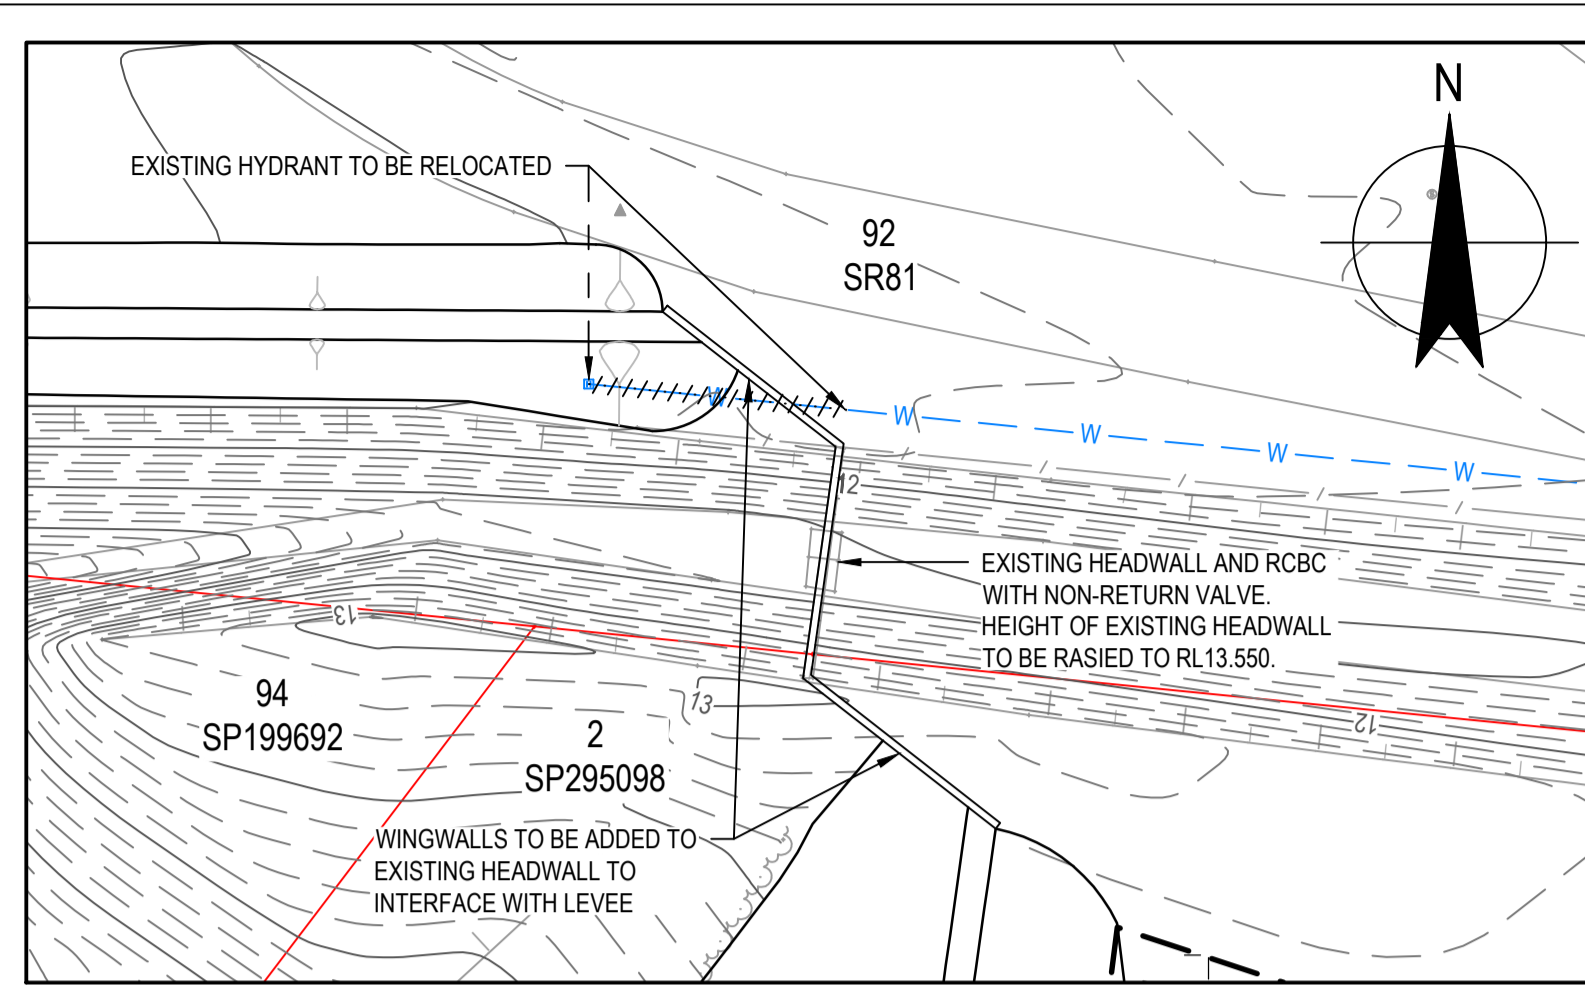 N
EXISTING HYDRANT TO BE RELOCATED
92
SR81
W
W
W
W
W
12
EXISTING HEADWALL AND RCBC
WITH NON-RETURN VALVE.
HEIGHT OF EXISTING HEADWALL
TO BE RASIED TO RL13.550.
13
94
SP199692
13
2
SP295098
12
WINGWALLS TO BE ADDED TO
EXISTING HEADWALL TO
INTERFACE WITH LEVEE